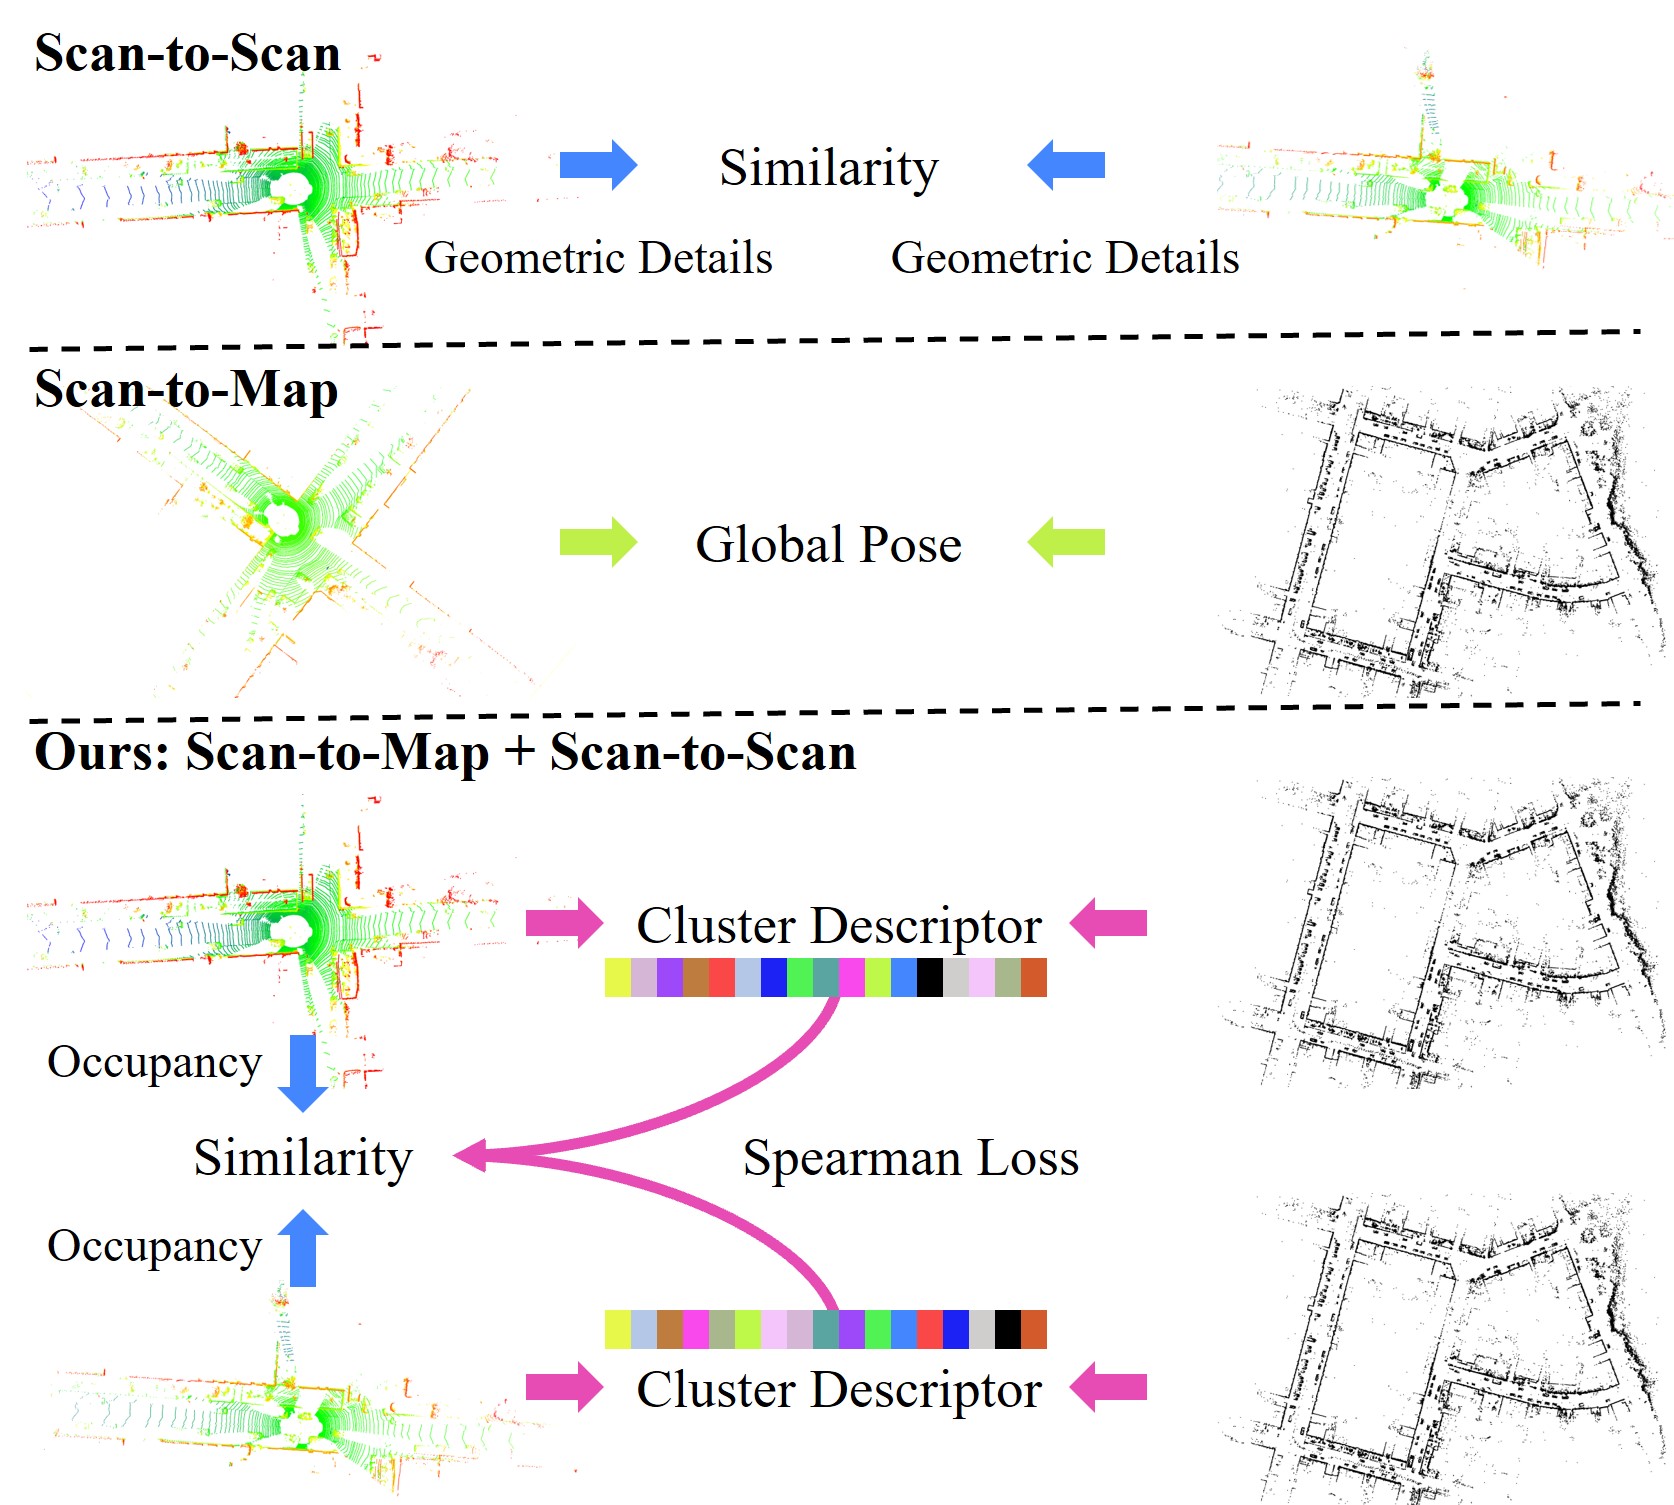 Scan-to-Scan
Similarity
Geometric Details
Geometric Details
Scan-to-Map
Global Pose
Ours: Scan-to-Map + Scan-to-Scan
Cluster Descriptor
Occupancy
Similarity
Spearman Loss
Occupancy
Cluster Descriptor